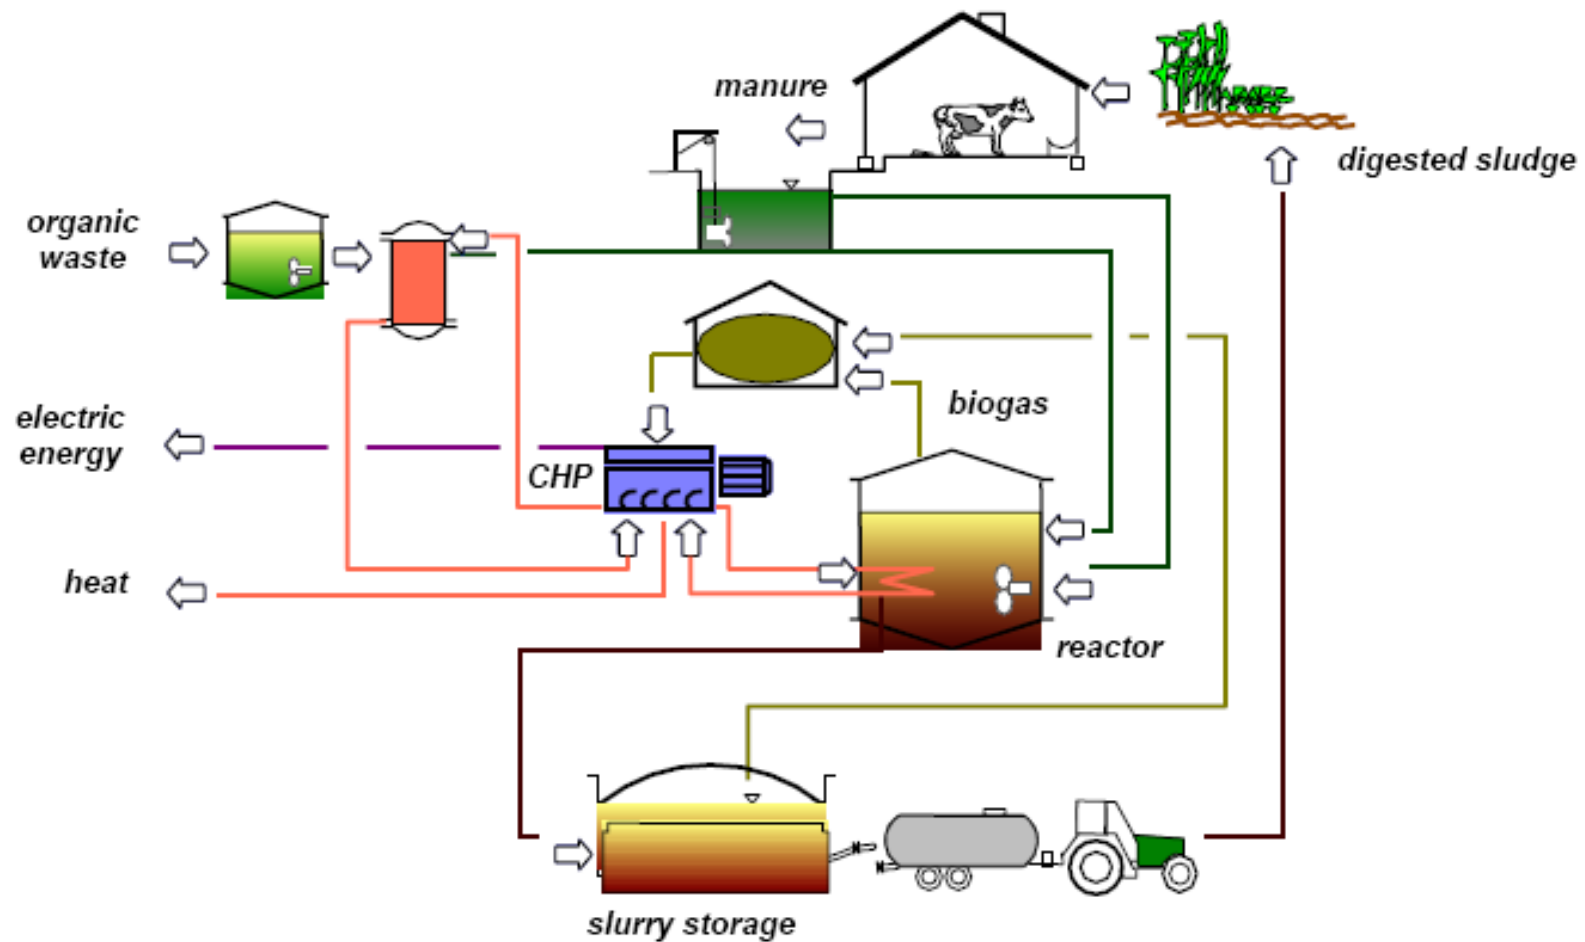 manure
digested sludge
organic
waste
biogas
electric
energy
CHP
heat
reactor
slurry storage